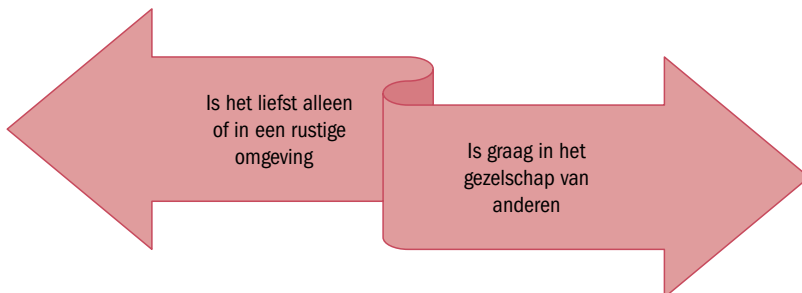 Is het liefst alleen
of in een rustige
omgeving
Is graag in het
gezelschap van
anderen